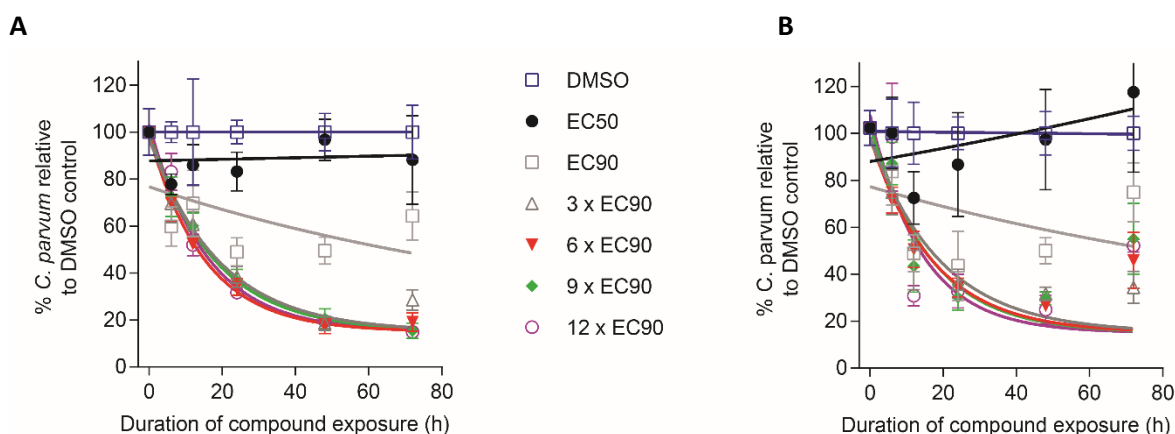 A
% C. parvum relative
to DMSO control
120
100
80
60
40
20
0
0 20 40 60 80
Duration of compound exposure (h)
DMSO
EC50
EC90
3 x EC90
6 x EC90
9 x EC90
12 x EC90
B
% C. parvum relative
to DMSO control
120
100
80
60
40
20
0
0 20 40 60 80
Duration of compound exposure (h)